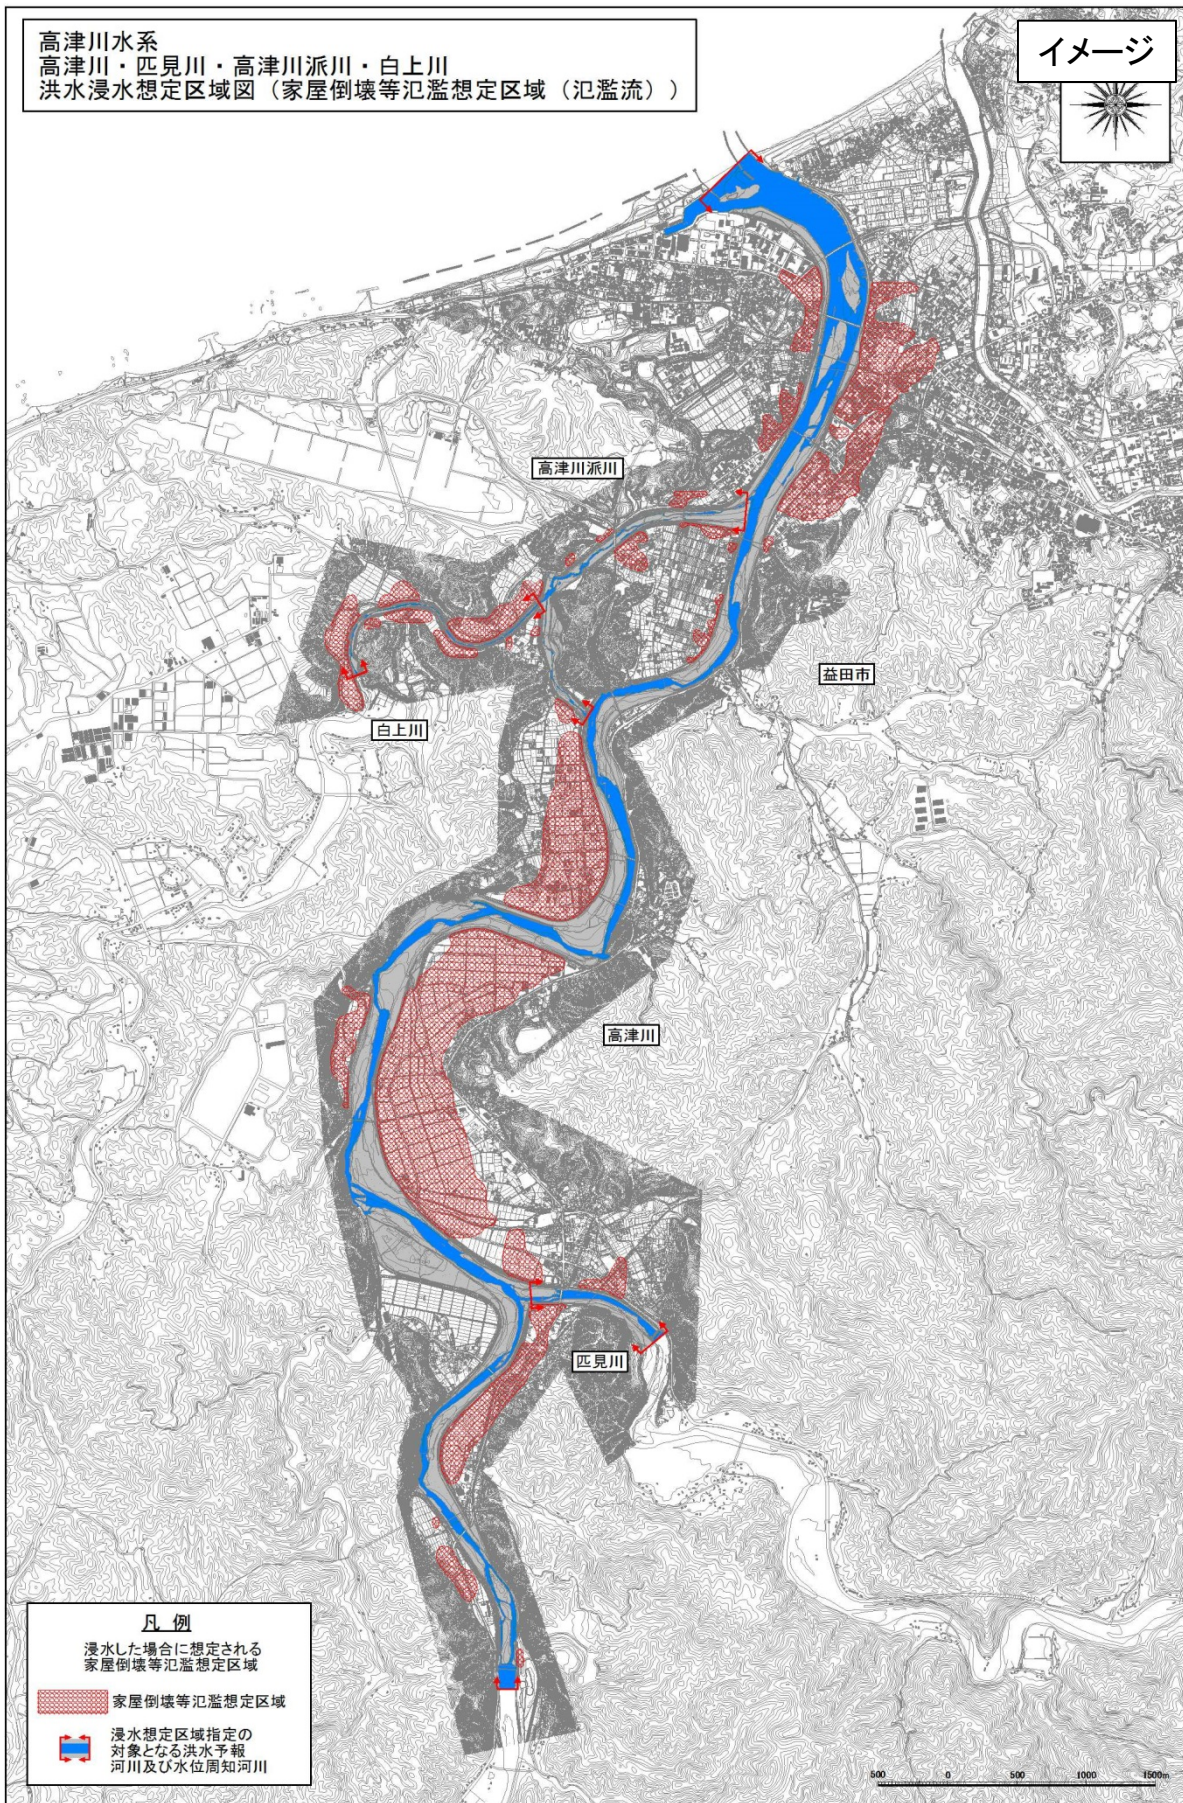 高津川水系
高津川・匹見川・高津川派川・白上川
洪水浸水想定区域図（家屋倒壊等氾濫想定区域（氾濫流））
イメージ
高津川派川
益田市
白上川
高津川
匹見川
凡 例
浸水した場合に想定される
家屋倒壊等氾濫想定区域
家屋倒壊等氾濫想定区域
浸水想定区域指定の
対象となる洪水予報
河川及び水位周知河川
500 0 500 1000 1500m